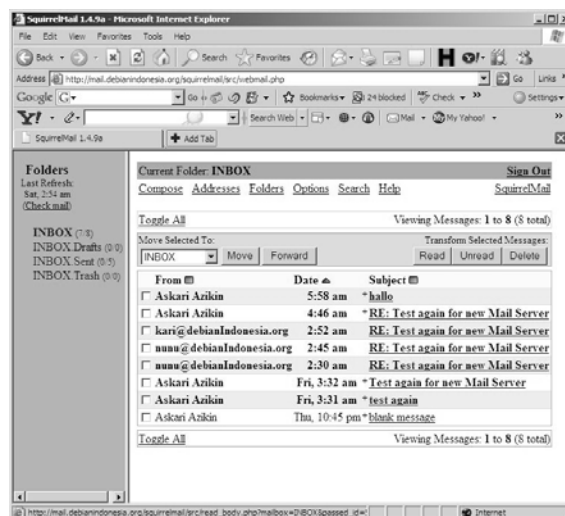 SquirrelMail 1.4.9a - Microsoft Internet Explorer
File Edit View Favorites Tools Help
Back Search Favorites
Address http://mail.debianindonesia.org/squirrelmail/src/webmail.php Go Links »
Google G Go Bookmarks 24 blocked Check » Settings
Y! Search Web Mail My Yahoo! »
SquirrelMail 1.4.9a Add Tab
Folders
Last Refresh:
Sat, 2:54 am
(Check mail)
INBOX (7/8)
INBOX Drafts (0/0)
INBOX Sent (0/5)
INBOX Trash (0/0)
Current Folder: INBOX Sign Out
Compose Addresses Folders Options Search Help SquirrelMail
Toggle All Viewing Messages: 1 to 8 (8 total)
Move Selected To: Transform Selected Messages:
INBOX Move Forward Read Unread Delete
From Date Subject
Askari Azikin 5:58 am + hallo
Askari Azikin 4:46 am + RE: Test again for new Mail Server
kari@debianIndonesia.org 2:52 am RE: Test again for new Mail Server
nunu@debianIndonesia.org 2:45 am RE: Test again for new Mail Server
nunu@debianIndonesia.org 2:30 am RE: Test again for new Mail Server
Askari Azikin Fri, 3:32 am + Test again for new Mail Server
Askari Azikin Fri, 3:31 am + test again
Askari Azikin Thu, 10:45 pm + blank message
Toggle All Viewing Messages: 1 to 8 (8 total)
http://mail.debianindonesia.org/squirrelmail/src/read_body.php?mailbox=INBOX&passed_id= Internet